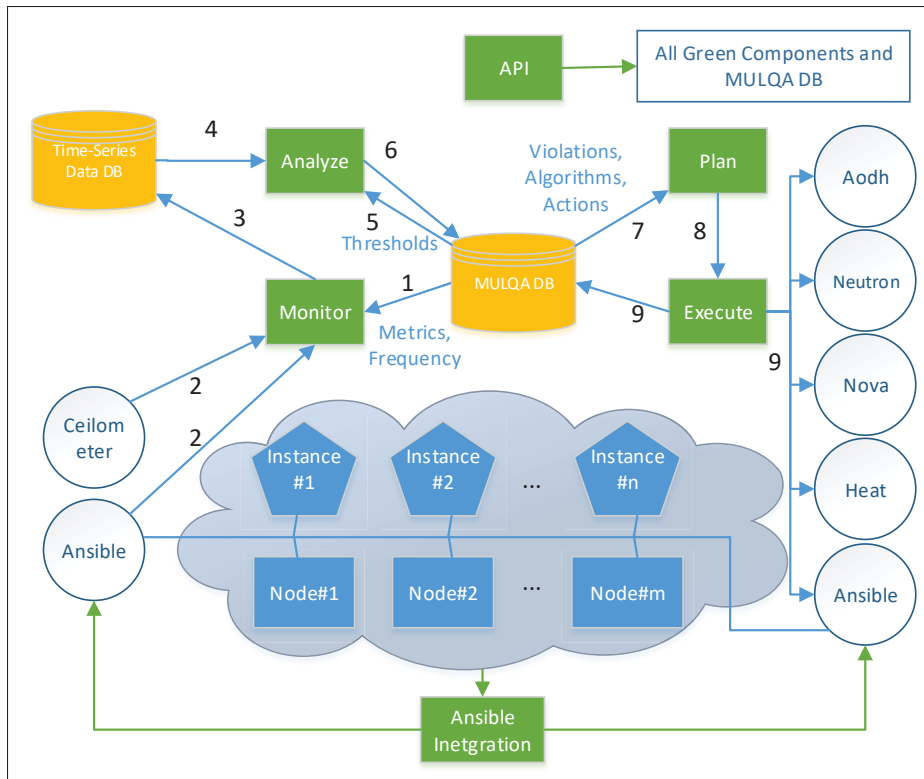 API
All Green Components and
MULQA DB
Time-Series
Data DB
4
Analyze
6
Violations,
Algorithms,
Actions
Plan
Aodh
3
5
Thresholds
7
8
MULQA DB
1
Monitor
Metrics,
Frequency
9
Execute
Neutron
9
2
Ceilom
eter
2
Nova
Instance
#1
Instance
#2
...
Instance
#n
Heat
Ansible
Node#1
Node#2
...
Node#m
Ansible
Ansible
Inetgration